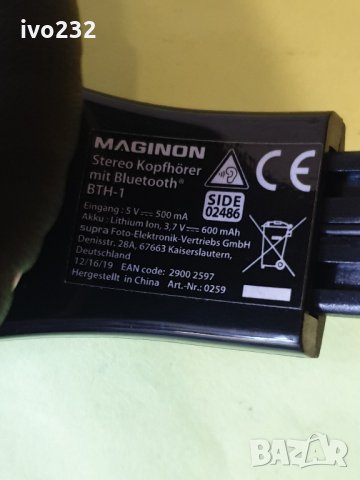 ivo232
MAGINON
Stereo Kopfhörer
mit Bluetooth®
BTH-1
CE
SIDE
02486
Eingang : 5 V⎓ 500 mA
Akku : Lithium Ion, 3,7 V⎓ 600 mAh
supra Foto-Elektronik-Vertriebs GmbH
Denisstr. 28A, 67663 Kaiserslautern,
Deutschland
12/16/19 EAN code: 2900 2597
Hergestellt in China Art.-Nr.: 0259
BAZAR